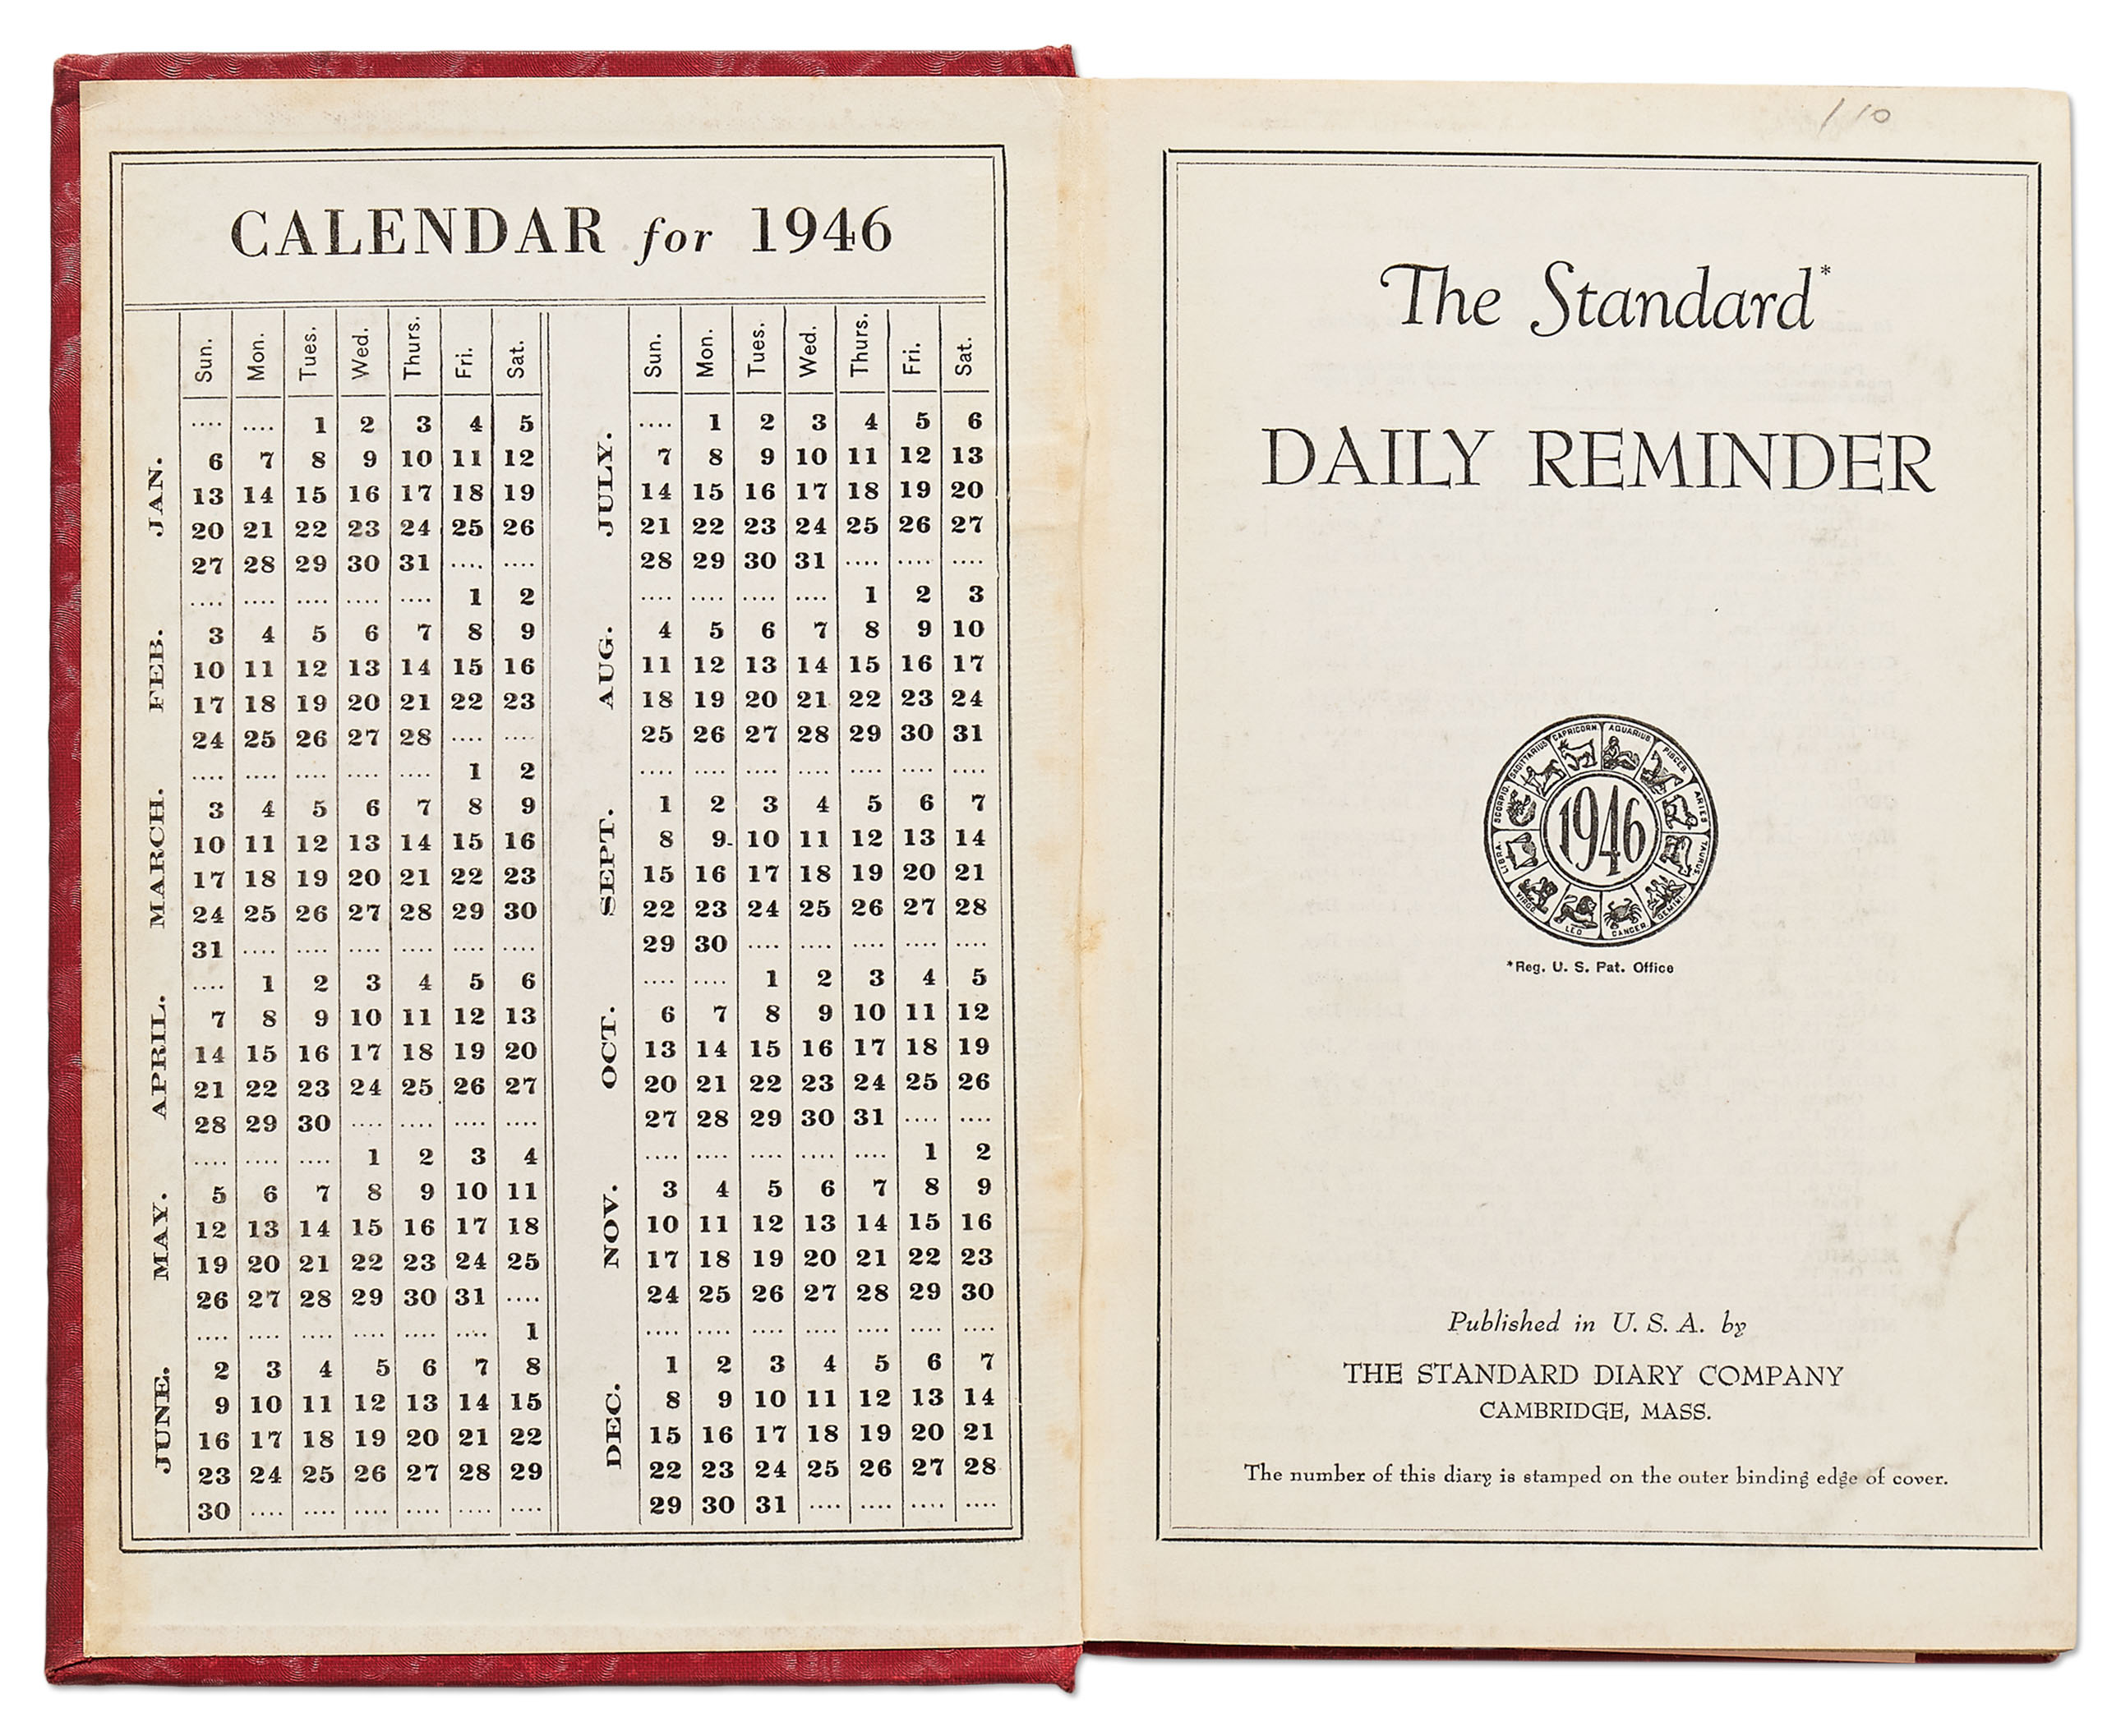 CALENDAR for 1946
Sun. Mon. Tues. Wed. Thurs. Fri. Sat.
JAN.
.... .... 1 2 3 4 5
6 7 8 9 10 11 12
13 14 15 16 17 18 19
20 21 22 23 24 25 26
27 28 29 30 31 .... ....
FEB.
.... .... .... .... .... 1 2
3 4 5 6 7 8 9
10 11 12 13 14 15 16
17 18 19 20 21 22 23
24 25 26 27 28 .... ....
MARCH.
.... .... .... .... .... 1 2
3 4 5 6 7 8 9
10 11 12 13 14 15 16
17 18 19 20 21 22 23
24 25 26 27 28 29 30
31 .... .... .... .... .... ....
APRIL.
.... 1 2 3 4 5 6
7 8 9 10 11 12 13
14 15 16 17 18 19 20
21 22 23 24 25 26 27
28 29 30 .... .... .... ....
MAY.
.... .... .... 1 2 3 4
5 6 7 8 9 10 11
12 13 14 15 16 17 18
19 20 21 22 23 24 25
26 27 28 29 30 31 ....
JUNE.
.... .... .... .... .... .... 1
2 3 4 5 6 7 8
9 10 11 12 13 14 15
16 17 18 19 20 21 22
23 24 25 26 27 28 29
30 .... .... .... .... .... ....
Sun. Mon. Tues. Wed. Thurs. Fri. Sat.
JULY.
.... 1 2 3 4 5 6
7 8 9 10 11 12 13
14 15 16 17 18 19 20
21 22 23 24 25 26 27
28 29 30 31 .... .... ....
AUG.
.... .... .... .... 1 2 3
4 5 6 7 8 9 10
11 12 13 14 15 16 17
18 19 20 21 22 23 24
25 26 27 28 29 30 31
SEPT.
.... .... .... .... .... .... ....
1 2 3 4 5 6 7
8 9 10 11 12 13 14
15 16 17 18 19 20 21
22 23 24 25 26 27 28
29 30 .... .... .... .... ....
OCT.
.... .... 1 2 3 4 5
6 7 8 9 10 11 12
13 14 15 16 17 18 19
20 21 22 23 24 25 26
27 28 29 30 31 .... ....
NOV.
.... .... .... .... .... 1 2
3 4 5 6 7 8 9
10 11 12 13 14 15 16
17 18 19 20 21 22 23
24 25 26 27 28 29 30
DEC.
.... .... .... .... .... .... ....
1 2 3 4 5 6 7
8 9 10 11 12 13 14
15 16 17 18 19 20 21
22 23 24 25 26 27 28
29 30 31 .... .... .... ....
110
The Standard*
DAILY REMINDER
CAPRICORN. AQUARIUS. PISCES. ARIES TAURUS. GEMINI. CANCER. LEO VIRGO LIBRA. SCORPIO. SAGITTARIUS
1946
*Reg. U. S. Pat. Office
Published in U. S. A. by
THE STANDARD DIARY COMPANY
CAMBRIDGE, MASS.
The number of this diary is stamped on the outer binding edge of cover.